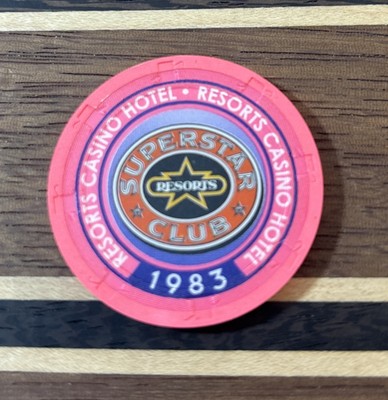 RESORTS CASINO HOTEL • RESORTS CASINO HOTEL
SUPERSTAR
RESORTS
CLUB
1983